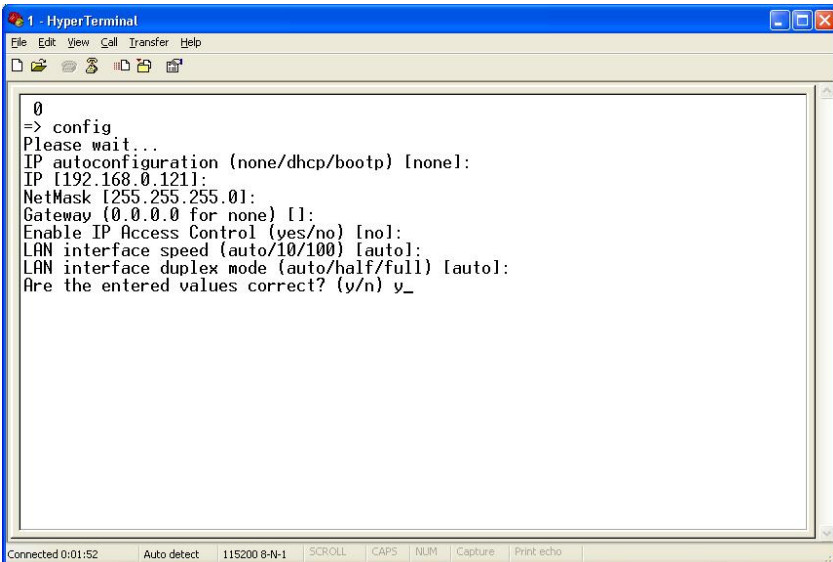 1 - HyperTerminal
File Edit View Call Transfer Help
0
=> config
Please wait...
IP autoconfiguration (none/dhcp/bootp) [none]:
IP [192.168.0.121]:
NetMask [255.255.255.0]:
Gateway (0.0.0.0 for none) []:
Enable IP Access Control (yes/no) [no]:
LAN interface speed (auto/10/100) [auto]:
LAN interface duplex mode (auto/half/full) [auto]:
Are the entered values correct? (y/n) y_
Connected 0:01:52 Auto detect 115200 8-N-1 SCROLL CAPS NUM Capture Print echo